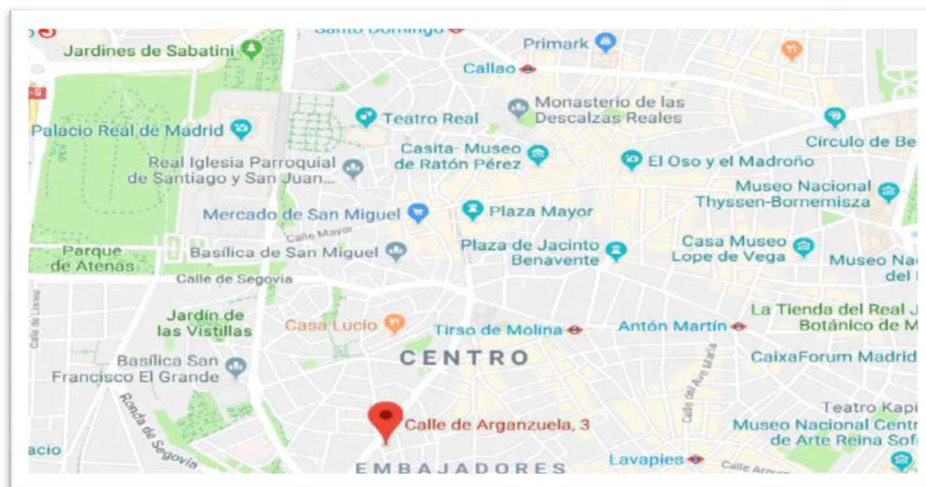 Santo Domingo
Jardines de Sabatini
Primark
Callao
Monasterio de las
Descalzas Reales
Palacio Real de Madrid
Teatro Real
Círculo de Be
Casita- Museo
de Ratón Pérez
El Oso y el Madroño
Real Iglesia Parroquial
de Santiago y San Juan...
Museo Nacional
Thyssen-Bornemisza
Mercado de San Miguel
Plaza Mayor
Calle Mayor
Parque
de Atenas
Basílica de San Miguel
Plaza de Jacinto
Benavente
Casa Museo
Lope de Vega
Museo Na
del
Calle de Segovia
Jardín de
las Vistillas
Casa Lucio
Tirso de Molina
Antón Martín
La Tienda del Real J
Botánico de M
CENTRO
Basílica San
Francisco El Grande
CaixaForum Madrid
Calle del Ave María
Ronda de Segovia
Calle de Arganzuela, 3
Teatro Kapi
Museo Nacional Centr
de Arte Reina Sof
acio
EMBAJADORES
Lavapies